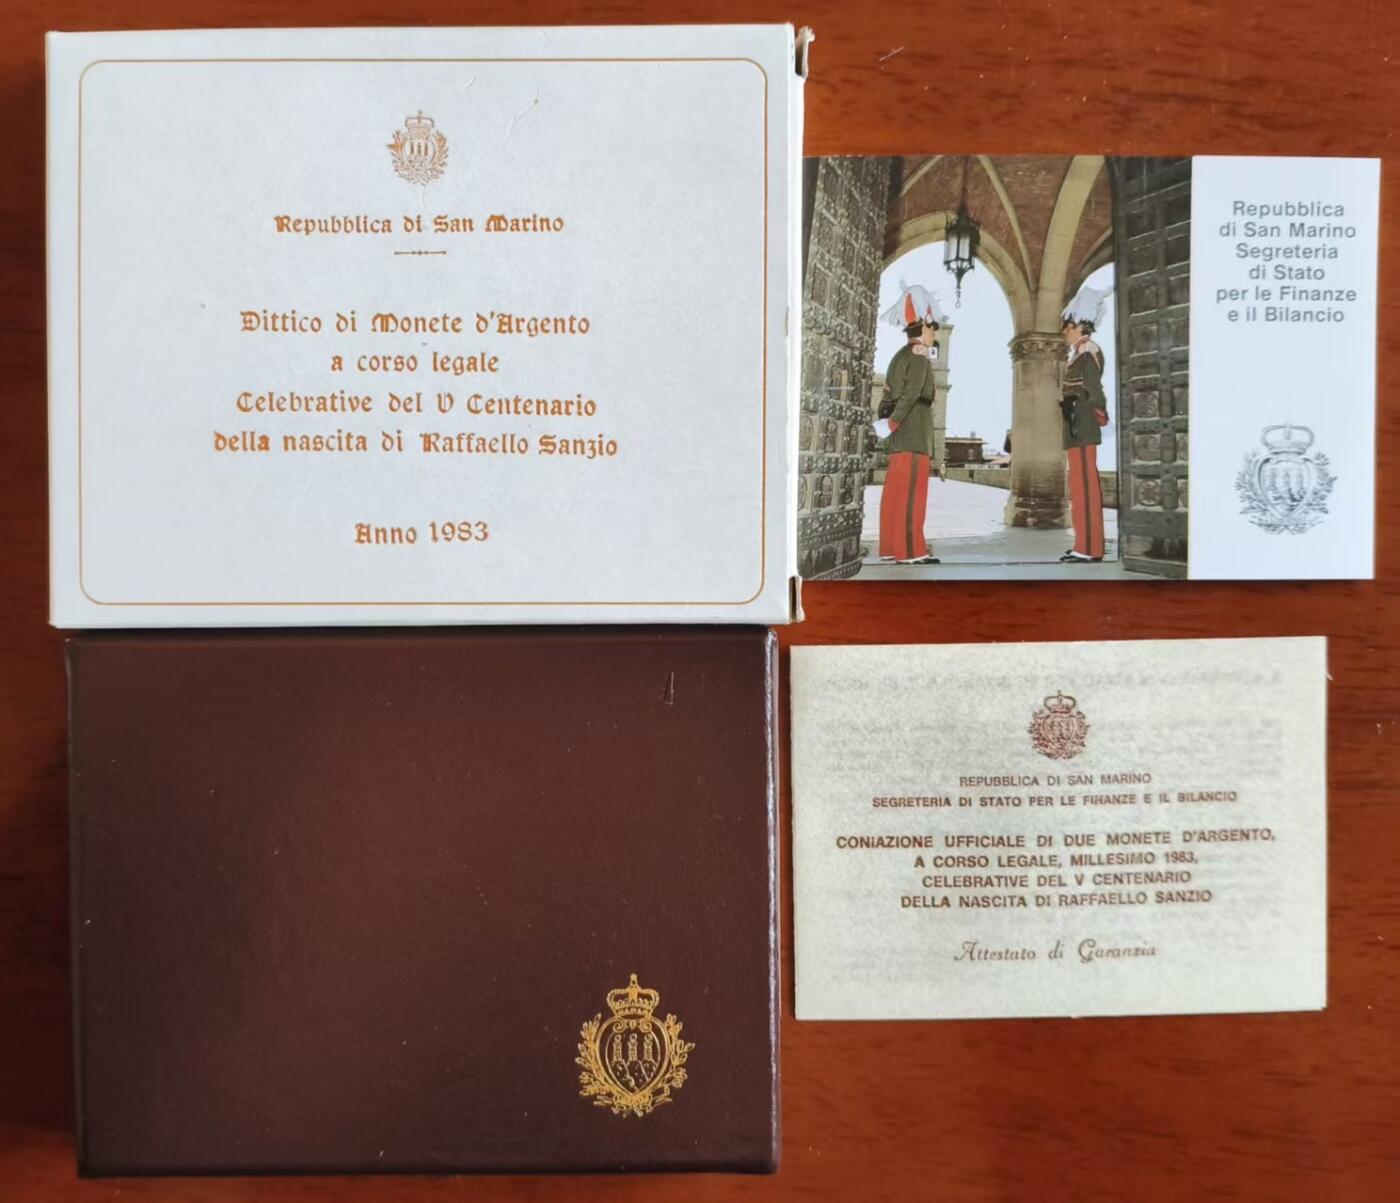 Repubblica di San Marino
Dittico di Monete d'Argento
a corso legale
Celebrative del V Centenario
della nascita di Raffaello Sanzio
Anno 1983
Repubblica
di San Marino
Segreteria
di Stato
per le Finanze
e il Bilancio
REPUBBLICA DI SAN MARINO
SEGRETERIA DI STATO PER LE FINANZE E IL BILANCIO
CONIAZIONE UFFICIALE DI DUE MONETE D'ARGENTO,
A CORSO LEGALE, MILLESIMO 1983,
CELEBRATIVE DEL V CENTENARIO
DELLA NASCITA DI RAFFAELLO SANZIO
Attestato di Garanzia